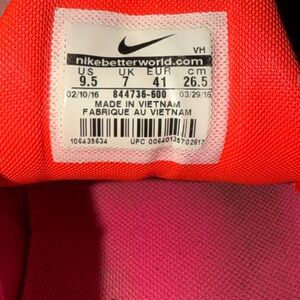 VH
nikebetterworld.com
US UK EUR cm
9.5 7 41 26.5
02/10/16 844736-600 03/29/16
MADE IN VIETNAM
FABRIQUE AU VIETNAM
106435634 UPC